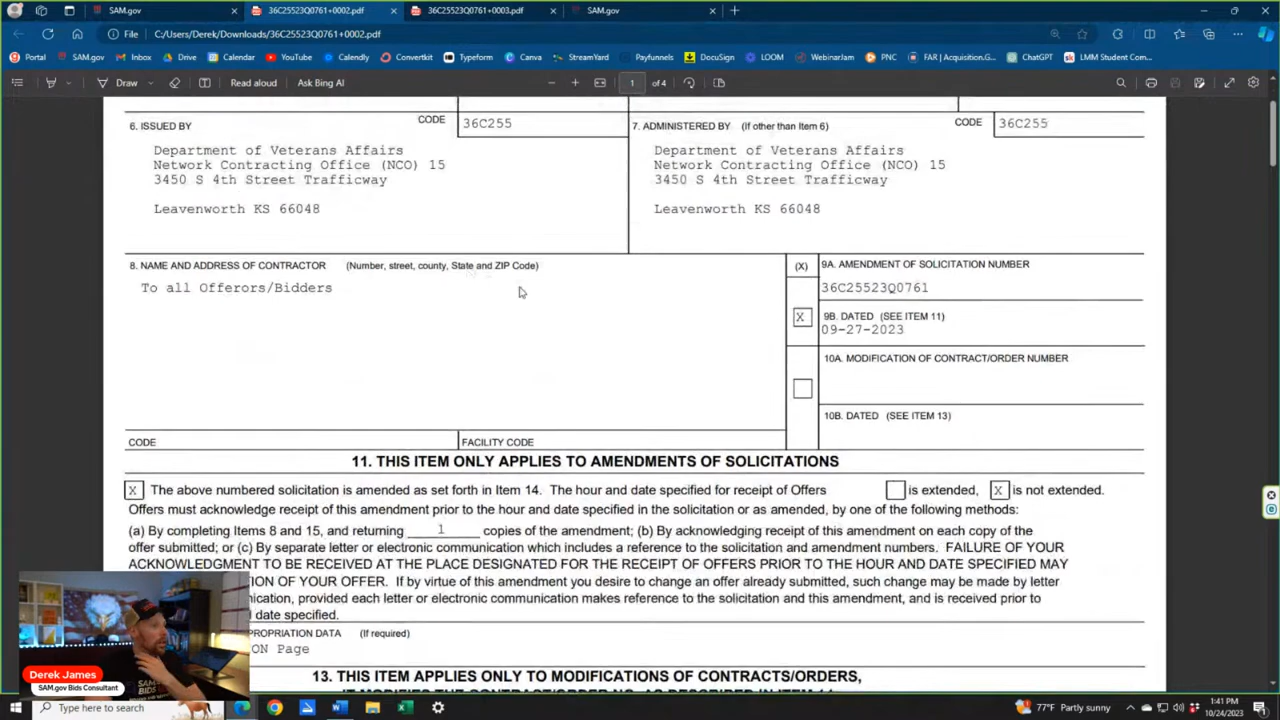 SAM.gov
36C25523Q0761+0002.pdf
36C25523Q0761+0003.pdf
SAM.gov
File
C:/Users/Derek/Downloads/36C25523Q0761+0002.pdf
Portal
SAM.gov
Inbox
Drive
Calendar
YouTube
Calendly
Convertkit
Typeform
Canva
StreamYard
Payfunnels
DocuSign
LOOM
WebinarJam
PNC
FAR | Acquisition.G...
ChatGPT
LMM Student Com...
Draw
Read aloud
Ask Bing AI
1 of 4
6. ISSUED BY
CODE
36C255
7. ADMINISTERED BY (If other than Item 6)
CODE
36C255
Department of Veterans Affairs
Network Contracting Office (NCO) 15
3450 S 4th Street Trafficway
Leavenworth KS 66048
Department of Veterans Affairs
Network Contracting Office (NCO) 15
3450 S 4th Street Trafficway
Leavenworth KS 66048
8. NAME AND ADDRESS OF CONTRACTOR (Number, street, county, State and ZIP Code)
To all Offerors/Bidders
(X)
9A. AMENDMENT OF SOLICITATION NUMBER
36C25523Q0761
X
9B. DATED (SEE ITEM 11)
09-27-2023
10A. MODIFICATION OF CONTRACT/ORDER NUMBER
10B. DATED (SEE ITEM 13)
CODE
FACILITY CODE
11. THIS ITEM ONLY APPLIES TO AMENDMENTS OF SOLICITATIONS
X The above numbered solicitation is amended as set forth in Item 14. The hour and date specified for receipt of Offers is extended, X is not extended.
Offers must acknowledge receipt of this amendment prior to the hour and date specified in the solicitation or as amended, by one of the following methods:
(a) By completing Items 8 and 15, and returning 1 copies of the amendment; (b) By acknowledging receipt of this amendment on each copy of the
offer submitted; or (c) By separate letter or electronic communication which includes a reference to the solicitation and amendment numbers. FAILURE OF YOUR
ACKNOWLEDGMENT TO BE RECEIVED AT THE PLACE DESIGNATED FOR THE RECEIPT OF OFFERS PRIOR TO THE HOUR AND DATE SPECIFIED MAY
ION OF YOUR OFFER. If by virtue of this amendment you desire to change an offer already submitted, such change may be made by letter
ication, provided each letter or electronic communication makes reference to the solicitation and this amendment, and is received prior to
date specified.
PROPRIATION DATA (If required)
ON Page
13. THIS ITEM APPLIES ONLY TO MODIFICATIONS OF CONTRACTS/ORDERS,
Derek James
SAM.gov Bids Consultant
Type here to search
77°F Partly sunny
1:41 PM
10/24/2023